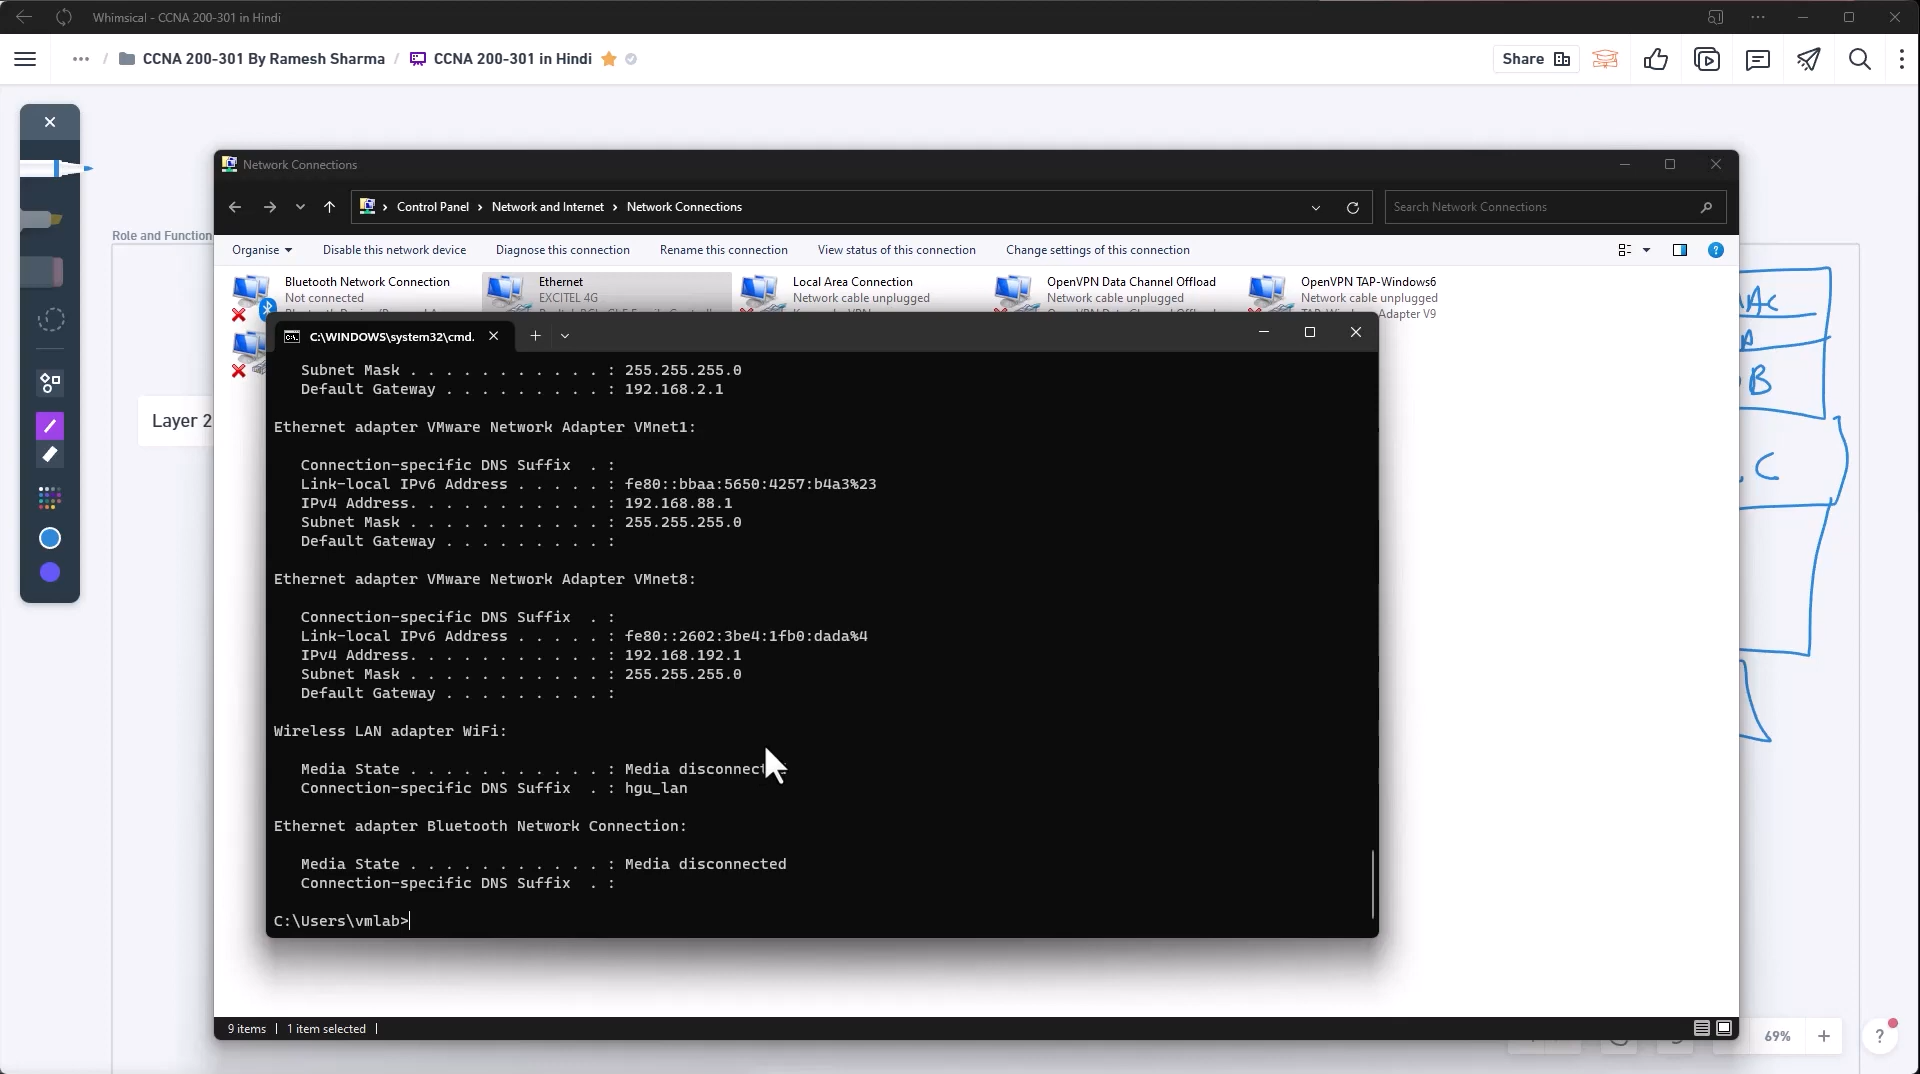 Whimsical - CCNA 200-301 in Hindi
... / CCNA 200-301 By Ramesh Sharma / CCNA 200-301 in Hindi
Share
Role and Function
Layer 2
Network Connections
Control Panel > Network and Internet > Network Connections
Search Network Connections
Organise
Disable this network device
Diagnose this connection
Rename this connection
View status of this connection
Change settings of this connection
Bluetooth Network Connection
Not connected
Ethernet
EXCITEL 4G
Local Area Connection
Network cable unplugged
OpenVPN Data Channel Offload
Network cable unplugged
OpenVPN TAP-Windows6
Network cable unplugged
TAP-Windows Adapter V9
C:\WINDOWS\system32\cmd.
Subnet Mask . . . . . . . . . . . : 255.255.255.0
Default Gateway . . . . . . . . . : 192.168.2.1
Ethernet adapter VMware Network Adapter VMnet1:
Connection-specific DNS Suffix  . :
Link-local IPv6 Address . . . . . : fe80::bbaa:5650:4257:b4a3%23
IPv4 Address. . . . . . . . . . . : 192.168.88.1
Subnet Mask . . . . . . . . . . . : 255.255.255.0
Default Gateway . . . . . . . . . :
Ethernet adapter VMware Network Adapter VMnet8:
Connection-specific DNS Suffix  . :
Link-local IPv6 Address . . . . . : fe80::2602:3be4:1fb0:dada%4
IPv4 Address. . . . . . . . . . . : 192.168.192.1
Subnet Mask . . . . . . . . . . . : 255.255.255.0
Default Gateway . . . . . . . . . :
Wireless LAN adapter WiFi:
Media State . . . . . . . . . . . : Media disconnect
Connection-specific DNS Suffix  . : hgu_lan
Ethernet adapter Bluetooth Network Connection:
Media State . . . . . . . . . . . : Media disconnected
Connection-specific DNS Suffix  . :
C:\Users\vmlab>
9 items
1 item selected
B
C
69%
?